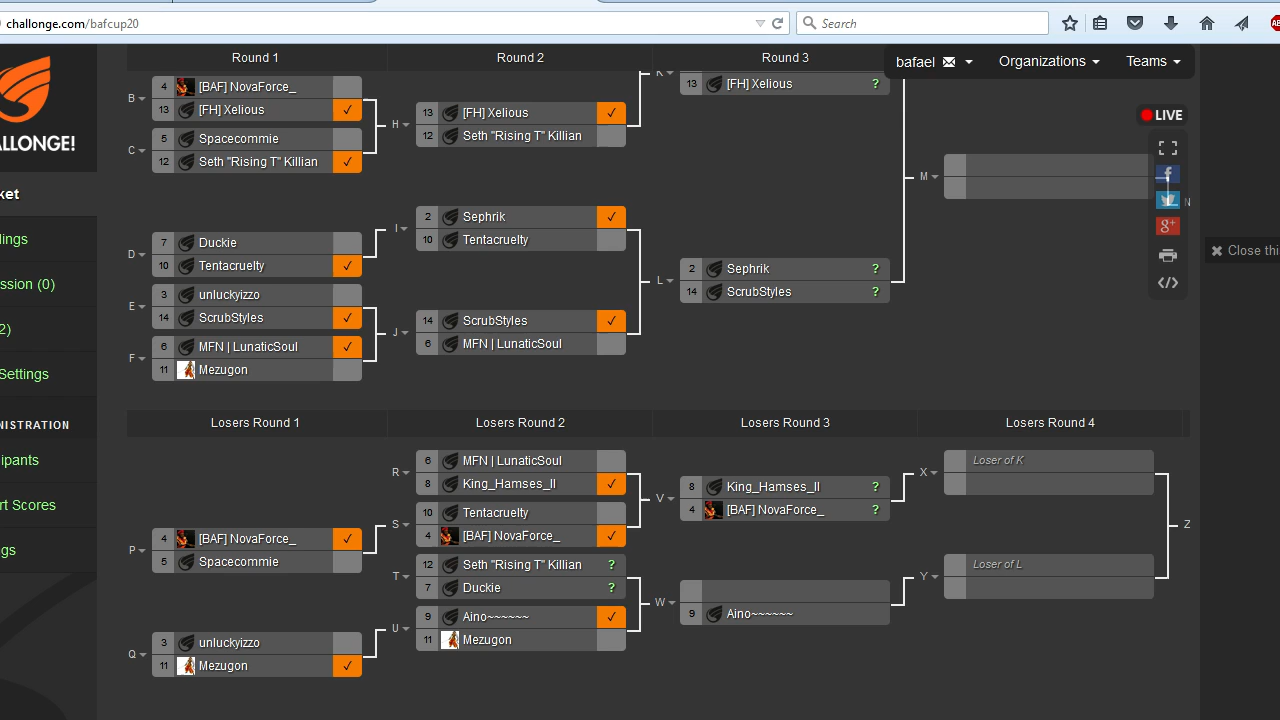 challonge.com/bafcup20
Search
ALLONGE!
ket
ings
ssion (0)
2)
Settings
NISTRATION
ipants
rt Scores
gs
Round 1
Round 2
Round 3
bafael
Organizations
Teams
LIVE
Close thi
B
4 [BAF] NovaForce_
13 [FH] Xelious ✓
C
5 Spacecommie
12 Seth "Rising T" Killian ✓
D
7 Duckie
10 Tentacruelty ✓
E
3 unluckyizzo
14 ScrubStyles ✓
F
6 MFN | LunaticSoul ✓
11 Mezugon
H
13 [FH] Xelious ✓
12 Seth "Rising T" Killian
I
2 Sephrik ✓
10 Tentacruelty
J
14 ScrubStyles ✓
6 MFN | LunaticSoul
K
13 [FH] Xelious ?
L
2 Sephrik ?
14 ScrubStyles ?
M
N
Losers Round 1
Losers Round 2
Losers Round 3
Losers Round 4
P
4 [BAF] NovaForce_ ✓
5 Spacecommie
Q
3 unluckyizzo
11 Mezugon ✓
R
6 MFN | LunaticSoul
8 King_Hamses_II ✓
S
10 Tentacruelty
4 [BAF] NovaForce_ ✓
T
12 Seth "Rising T" Killian ?
7 Duckie ?
U
9 Aino~~~~~~ ✓
11 Mezugon
V
8 King_Hamses_II ?
4 [BAF] NovaForce_ ?
W
9 Aino~~~~~~
X
Loser of K
Y
Loser of L
Z